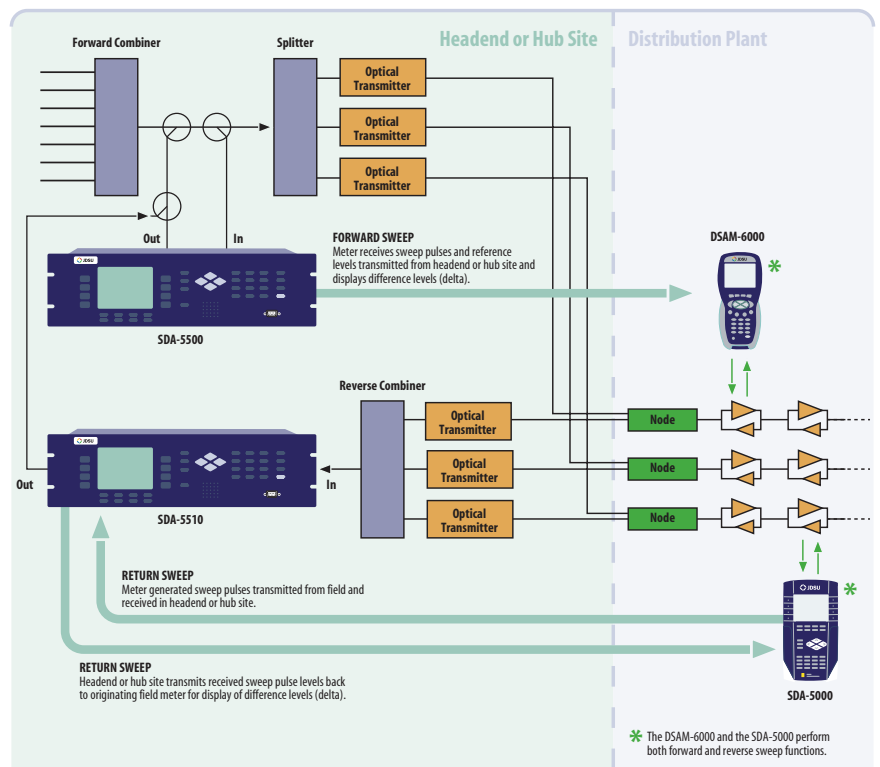 Headend or Hub Site
Distribution Plant
Forward Combiner
Splitter
Optical
Transmitter
Optical
Transmitter
Optical
Transmitter
Out
In
FORWARD SWEEP
Meter receives sweep pulses and reference
levels transmitted from headend or hub site and
displays difference levels (delta).
DSAM-6000
JDSU
JDSU
SDA-5500
Reverse Combiner
Optical
Transmitter
Optical
Transmitter
Optical
Transmitter
Node
Node
Node
JDSU
Out
In
SDA-5510
RETURN SWEEP
Meter generated sweep pulses transmitted from field and
received in headend or hub site.
JDSU
RETURN SWEEP
Headend or hub site transmits received sweep pulse levels back
to originating field meter for display of difference levels (delta).
SDA-5000
* The DSAM-6000 and the SDA-5000 perform
both forward and reverse sweep functions.